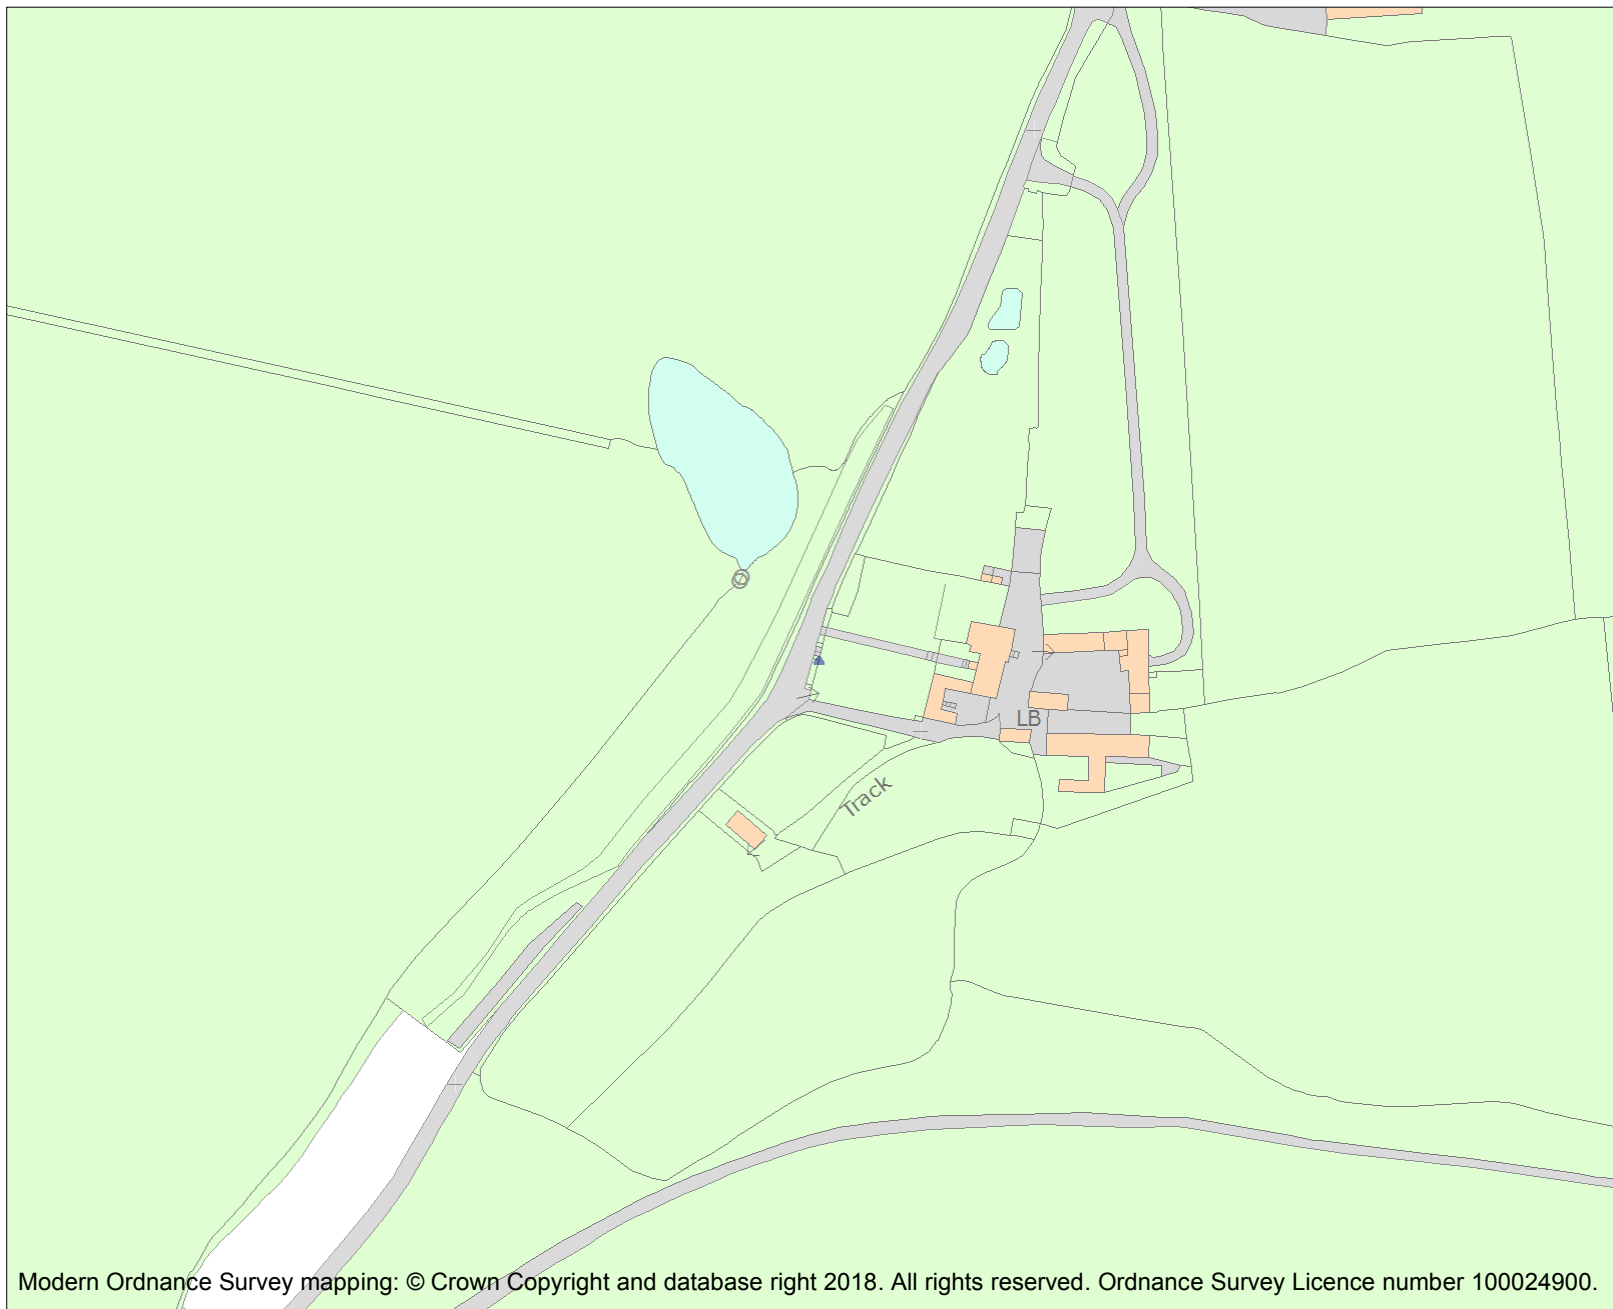 LB
Track
Modern Ordnance Survey mapping: © Crown Copyright and database right 2018. All rights reserved. Ordnance Survey Licence number 100024900.